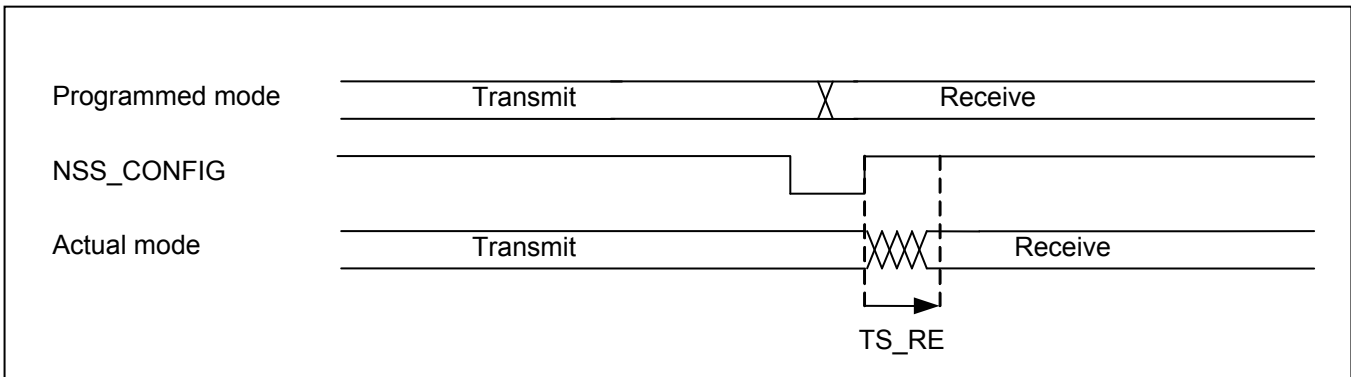 Programmed mode Transmit Receive
NSS_CONFIG
Actual mode Transmit Receive
TS_RE